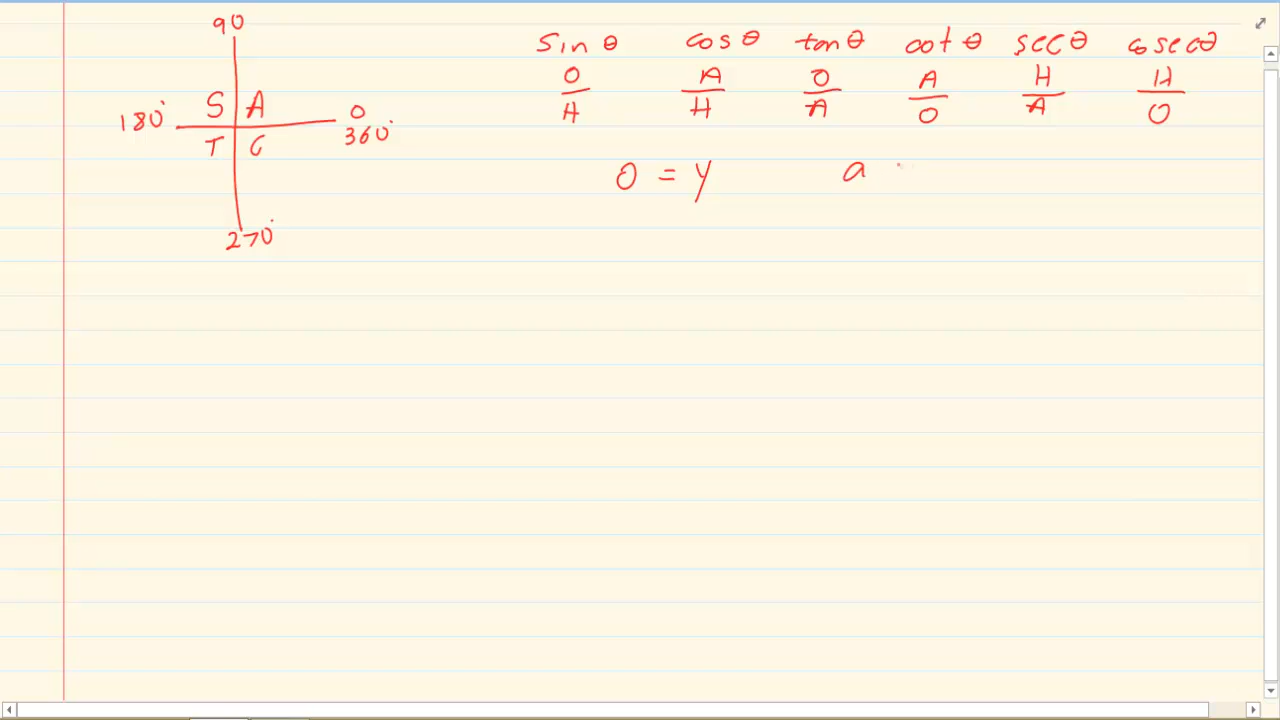 90
sin θ cos θ tan θ cot θ sec θ cosec θ
O/H A/H O/A A/O H/A H/O
S A
180° 0
360°
T C
O = y a
270°